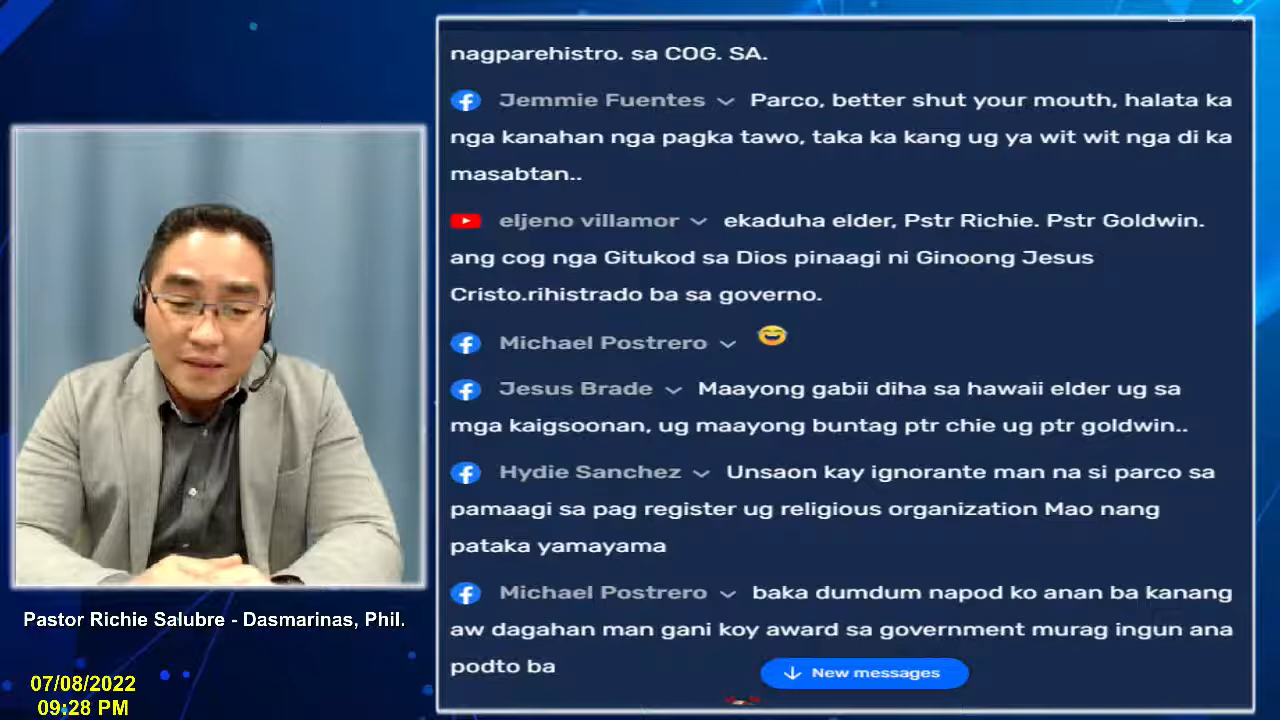 nagparehistro. sa COG. SA.
Jemmie Fuentes Parco, better shut your mouth, halata ka
nga kanahan nga pagka tawo, taka ka kang ug ya wit wit nga di ka
masabtan..
eljeno villamor ekaduha elder, Pstr Richie. Pstr Goldwin.
ang cog nga Gitukod sa Dios pinaagi ni Ginoong Jesus
Cristo.rihistrado ba sa governo.
Michael Postrero 😅
Jesus Brade Maayong gabii diha sa hawaii elder ug sa
mga kaigsoonan, ug maayong buntag ptr chie ug ptr goldwin..
Hydie Sanchez Unsaon kay ignorante man na si parco sa
pamaagi sa pag register ug religious organization Mao nang
pataka yamayama
Michael Postrero baka dumdum napod ko anan ba kanang
aw dagahan man gani koy award sa government murag ingun ana
podto ba
New messages
Pastor Richie Salubre - Dasmarinas, Phil.
07/08/2022
09:28 PM